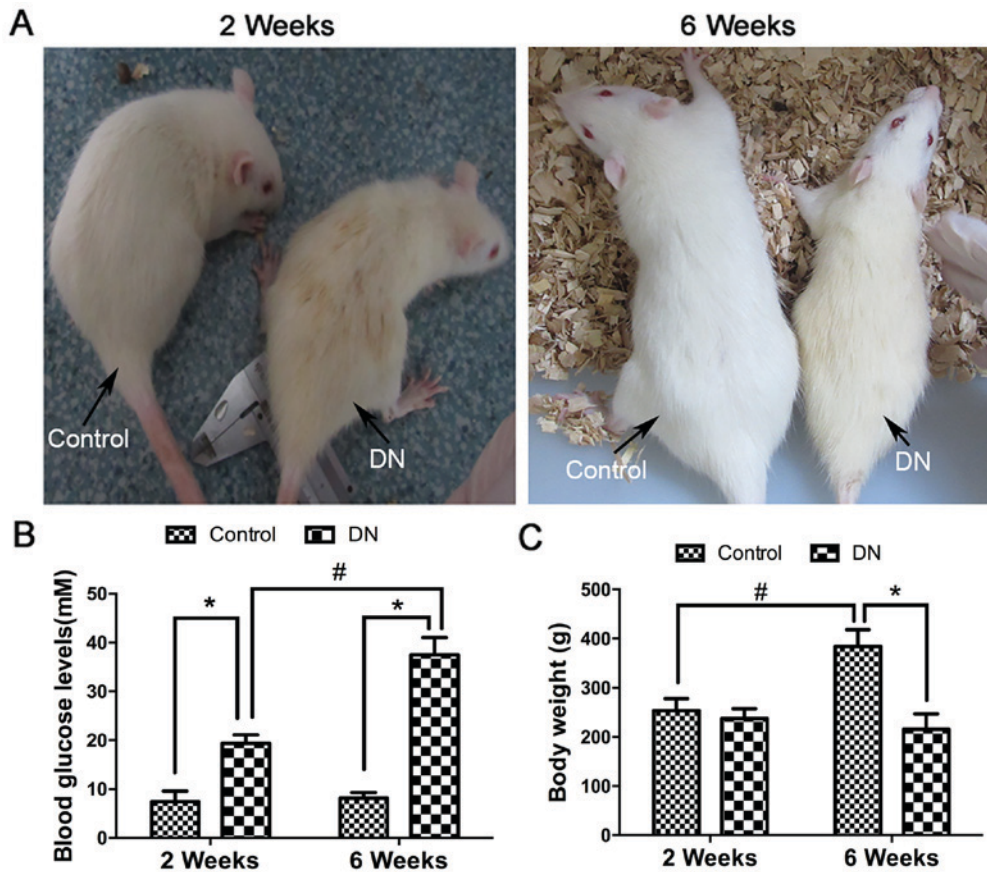 A
2 Weeks
6 Weeks
Control
DN
Control
DN
B
Control
DN
Blood glucose levels(mM)
50
40
30
20
10
0
*
#
*
2 Weeks
6 Weeks
C
Control
DN
Body weight (g)
500
400
300
200
100
0
#
*
2 Weeks
6 Weeks